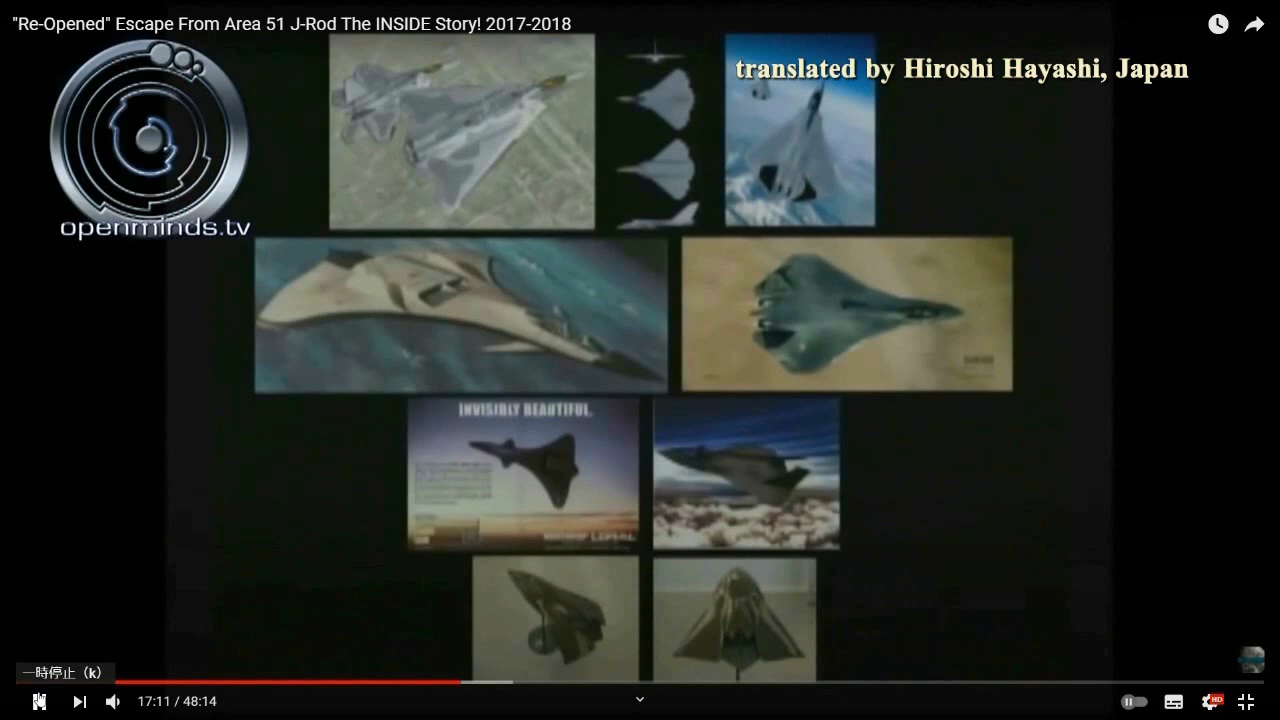 "Re-Opened" Escape From Area 51 J-Rod The INSIDE Story! 2017-2018
translated by Hiroshi Hayashi, Japan
openminds.tv
INVISIBLY BEAUTIFUL.
一時停止 (k)
17:11 / 48:14
HD